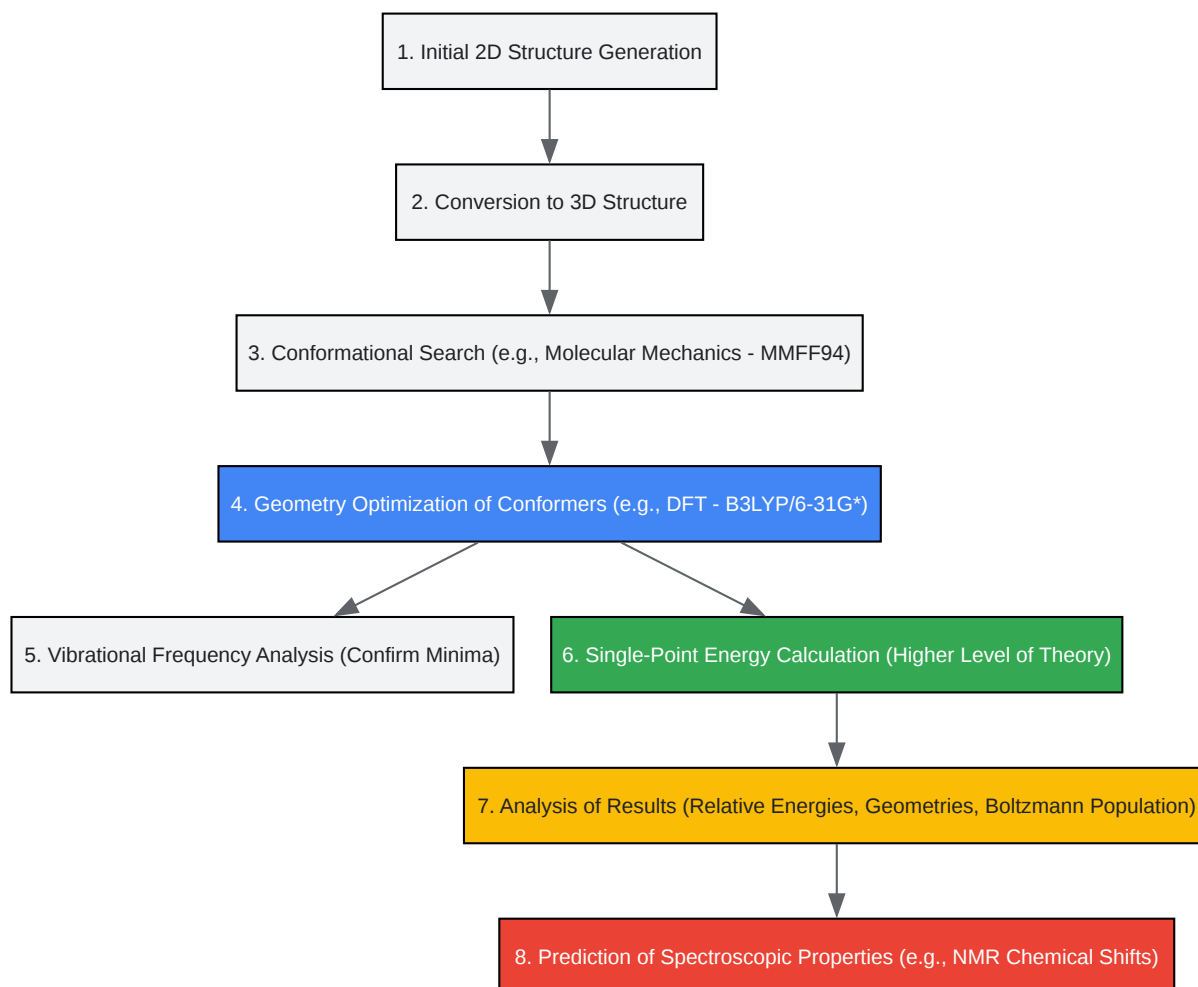 1. Initial 2D Structure Generation
2. Conversion to 3D Structure
3. Conformational Search (e.g., Molecular Mechanics - MMFF94)
4. Geometry Optimization of Conformers (e.g., DFT - B3LYP/6-31G*)
5. Vibrational Frequency Analysis (Confirm Minima)
6. Single-Point Energy Calculation (Higher Level of Theory)
7. Analysis of Results (Relative Energies, Geometries, Boltzmann Population)
8. Prediction of Spectroscopic Properties (e.g., NMR Chemical Shifts)